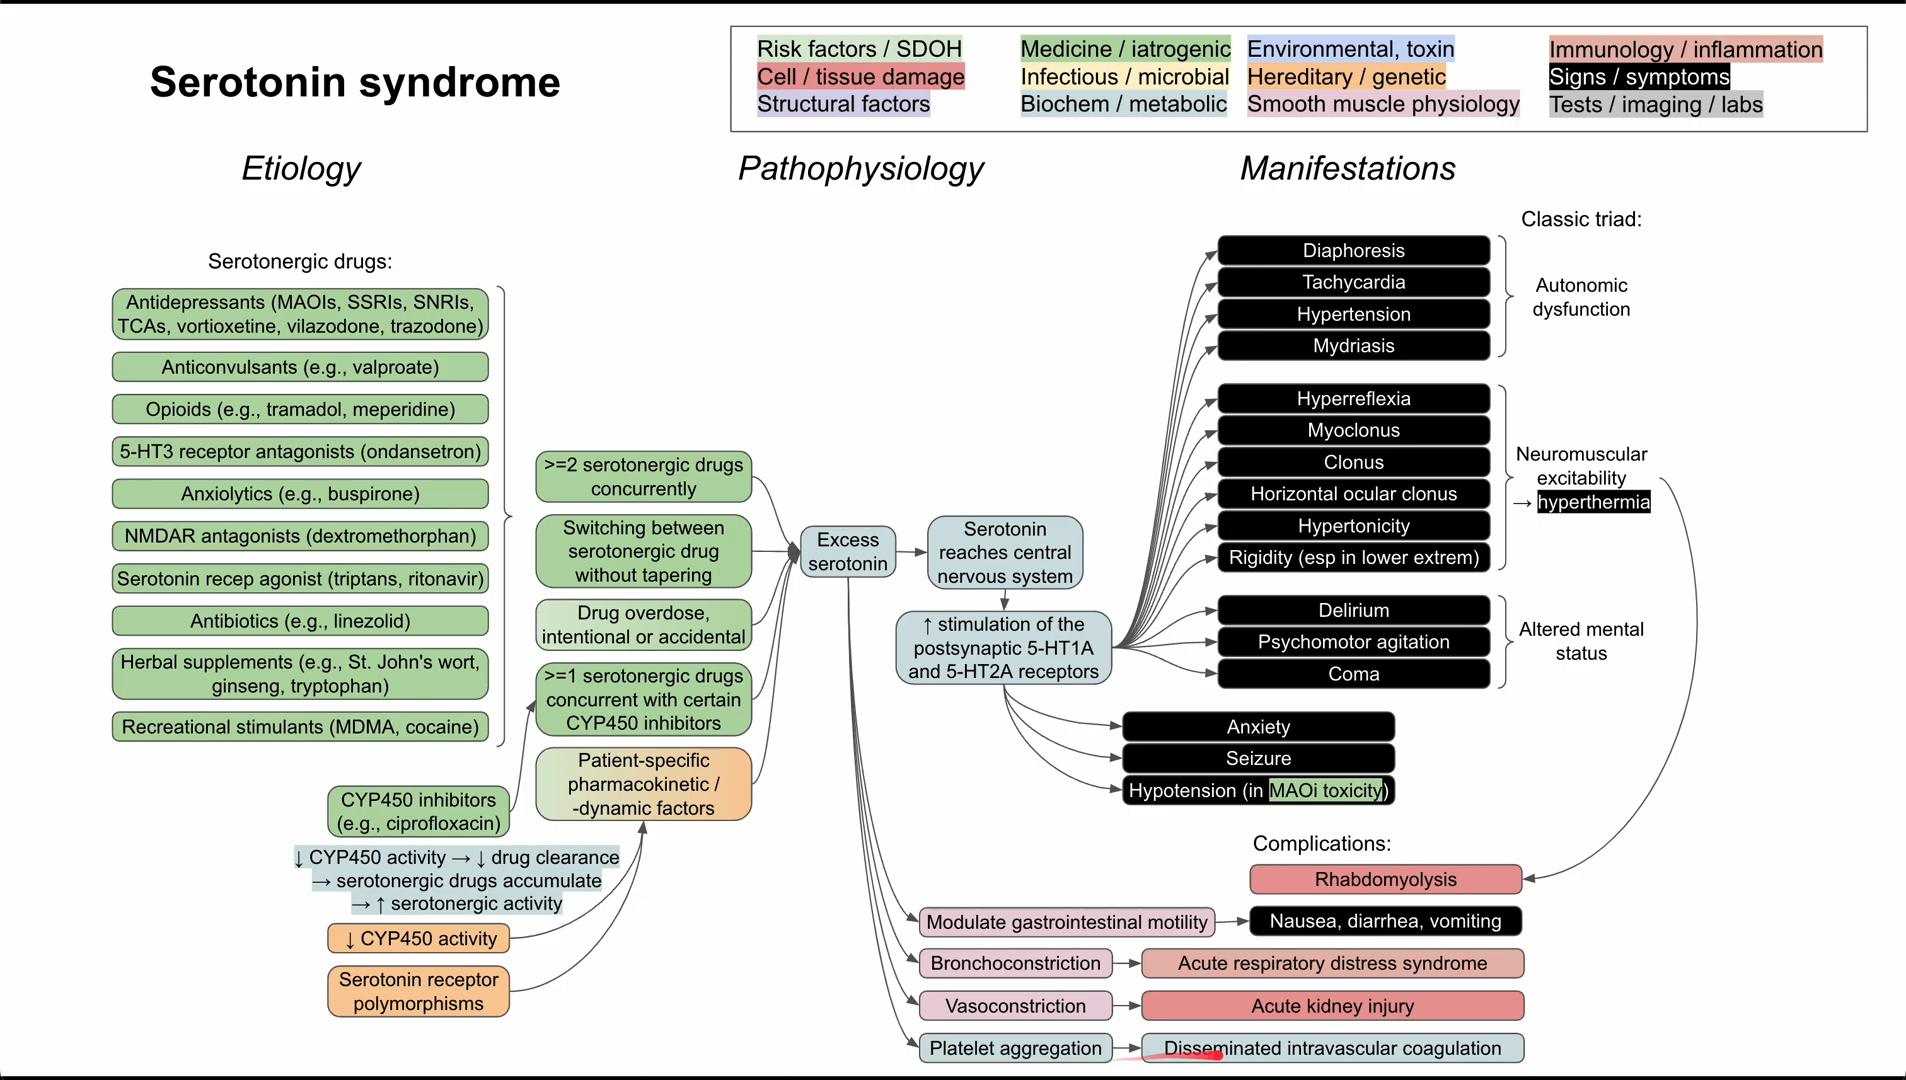 Serotonin syndrome
Risk factors / SDOH
Medicine / iatrogenic
Environmental, toxin
Immunology / inflammation
Cell / tissue damage
Infectious / microbial
Hereditary / genetic
Signs / symptoms
Structural factors
Biochem / metabolic
Smooth muscle physiology
Tests / imaging / labs
Etiology
Pathophysiology
Manifestations
Serotonergic drugs:
Antidepressants (MAOIs, SSRIs, SNRIs,
TCAs, vortioxetine, vilazodone, trazodone)
Anticonvulsants (e.g., valproate)
Opioids (e.g., tramadol, meperidine)
5-HT3 receptor antagonists (ondansetron)
Anxiolytics (e.g., buspirone)
NMDAR antagonists (dextromethorphan)
Serotonin recep agonist (triptans, ritonavir)
Antibiotics (e.g., linezolid)
Herbal supplements (e.g., St. John's wort,
ginseng, tryptophan)
Recreational stimulants (MDMA, cocaine)
CYP450 inhibitors
(e.g., ciprofloxacin)
↓ CYP450 activity → ↓ drug clearance
→ serotonergic drugs accumulate
→ ↑ serotonergic activity
↓ CYP450 activity
Serotonin receptor
polymorphisms
>=2 serotonergic drugs
concurrently
Switching between
serotonergic drug
without tapering
Drug overdose,
intentional or accidental
>=1 serotonergic drugs
concurrent with certain
CYP450 inhibitors
Patient-specific
pharmacokinetic /
-dynamic factors
Excess
serotonin
Serotonin
reaches central
nervous system
↑ stimulation of the
postsynaptic 5-HT1A
and 5-HT2A receptors
Classic triad:
Diaphoresis
Tachycardia
Hypertension
Mydriasis
Autonomic
dysfunction
Hyperreflexia
Myoclonus
Clonus
Horizontal ocular clonus
Hypertonicity
Rigidity (esp in lower extrem)
Neuromuscular
excitability
→ hyperthermia
Delirium
Psychomotor agitation
Coma
Altered mental
status
Anxiety
Seizure
Hypotension (in MAOi toxicity)
Complications:
Rhabdomyolysis
Modulate gastrointestinal motility
Nausea, diarrhea, vomiting
Bronchoconstriction
Acute respiratory distress syndrome
Vasoconstriction
Acute kidney injury
Platelet aggregation
Disseminated intravascular coagulation